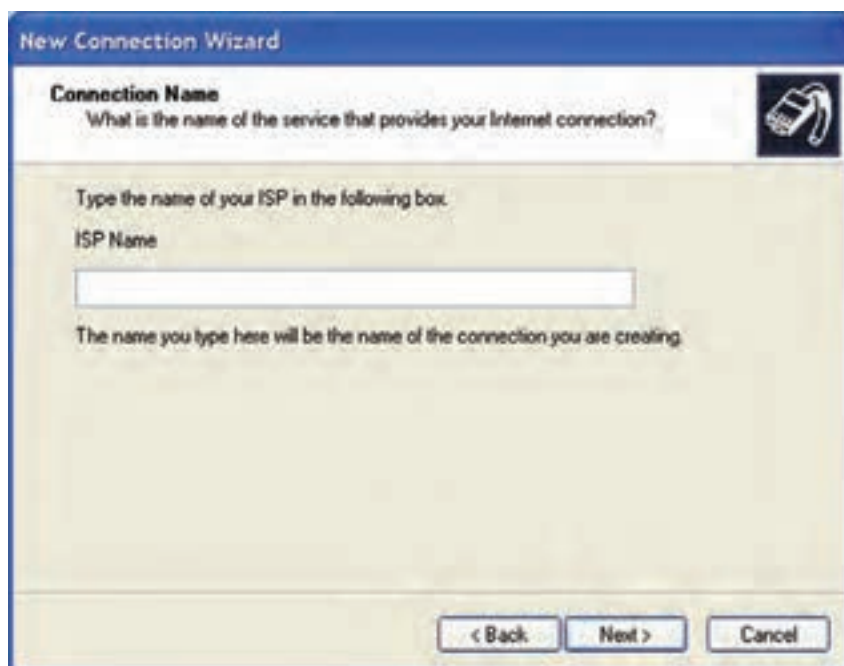 New Connection Wizard
Connection Name
What is the name of the service that provides your Internet connection?
Type the name of your ISP in the following box.
ISP Name
The name you type here will be the name of the connection you are creating.
< Back
Next >
Cancel